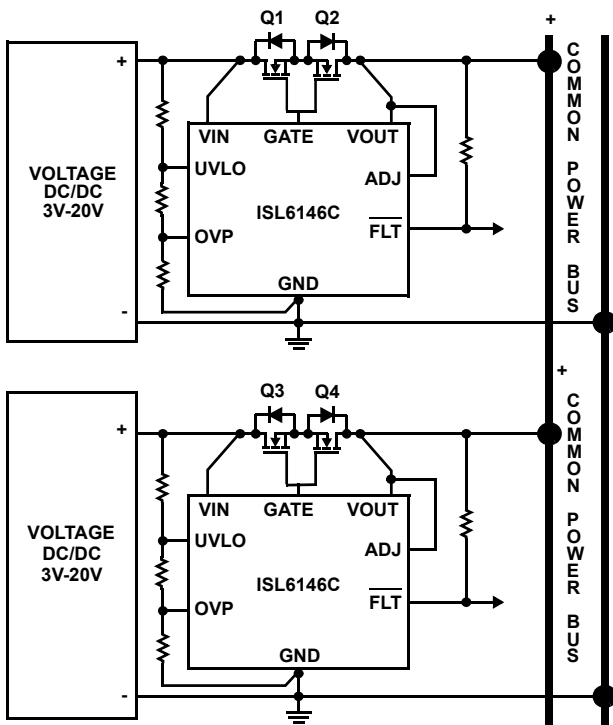 Q1 Q2
+
+
VIN GATE VOUT
UVLO
ADJ
VOLTAGE
DC/DC
3V-20V
ISL6146C
OVP
FLT
GND
-
COMMON POWER BUS
+
Q3 Q4
+
VIN GATE VOUT
UVLO
ADJ
VOLTAGE
DC/DC
3V-20V
ISL6146C
OVP
FLT
GND
-
COMMON POWER BUS